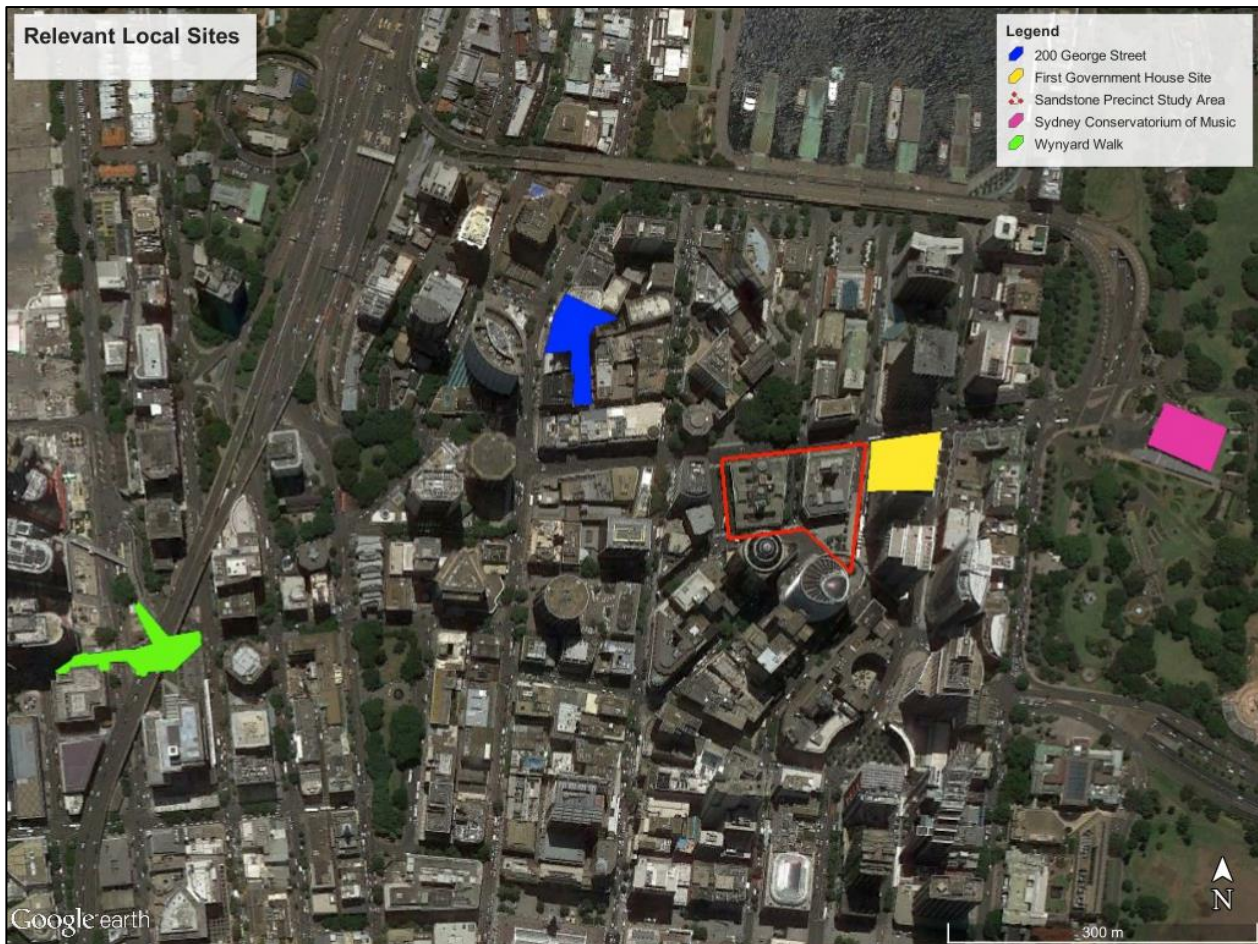 Relevant Local Sites
Legend
200 George Street
First Government House Site
Sandstone Precinct Study Area
Sydney Conservatorium of Music
Wynyard Walk
N
Google earth
300 m